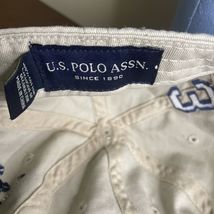 U.S. POLO ASSN.
SINCE 1890